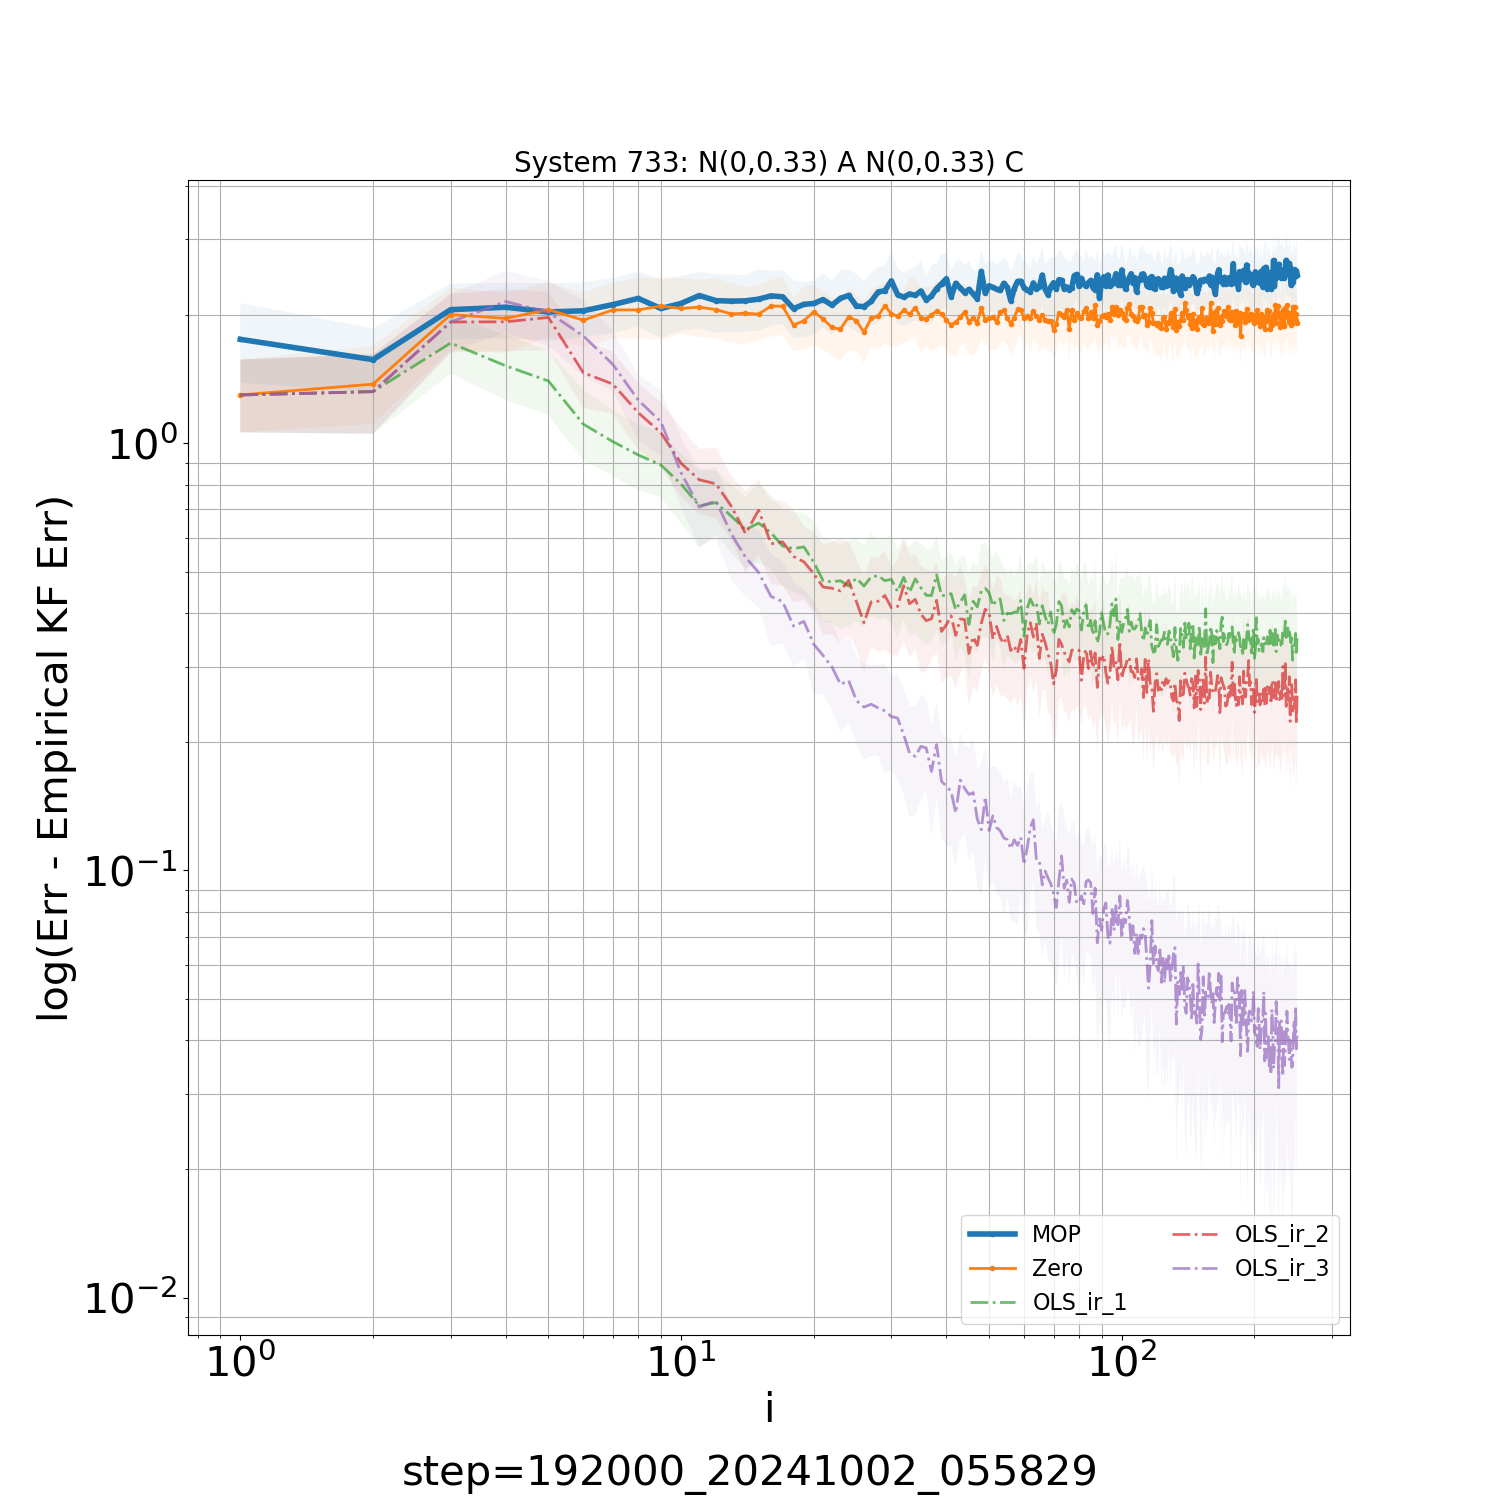 System 733: N(0,0.33) A N(0,0.33) C
log(Err - Empirical KF Err)
10^0
10^-1
10^-2
MOP
Zero
OLS_ir_1
OLS_ir_2
OLS_ir_3
10^0 10^1 10^2
i
step=192000_20241002_055829